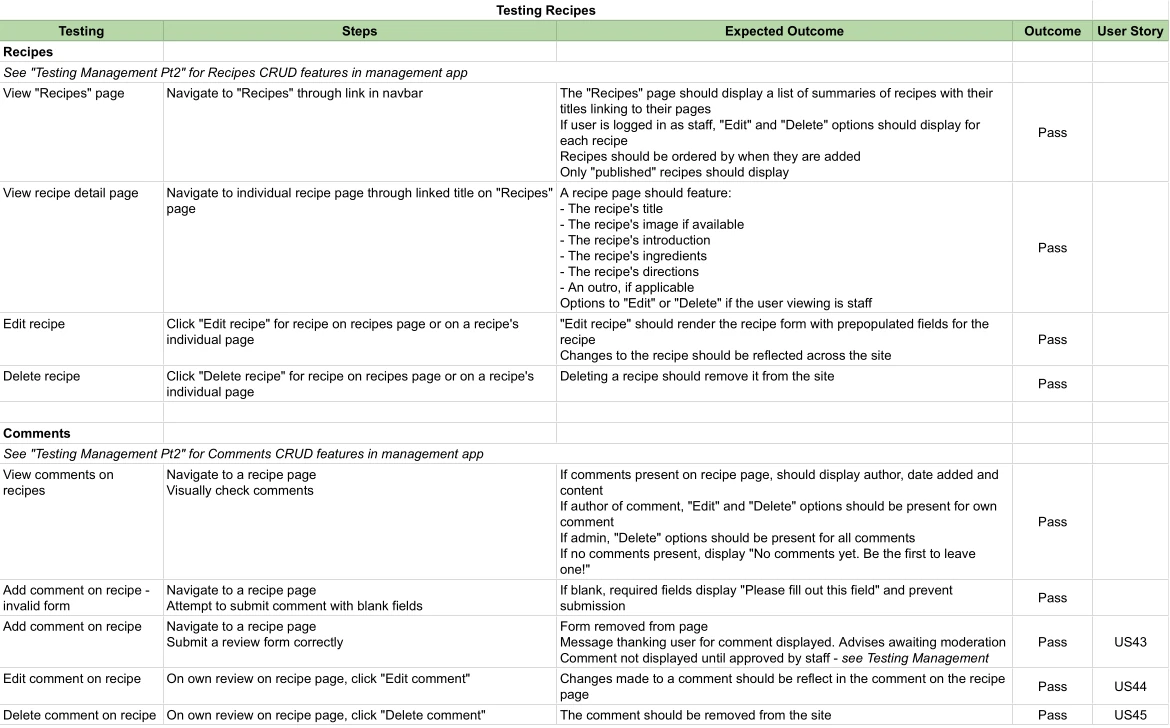 Testing Recipes
Testing Steps Expected Outcome Outcome User Story
Recipes
See "Testing Management Pt2" for Recipes CRUD features in management app
View "Recipes" page
Navigate to "Recipes" through link in navbar
The "Recipes" page should display a list of summaries of recipes with their
titles linking to their pages
If user is logged in as staff, "Edit" and "Delete" options should display for
each recipe
Recipes should be ordered by when they are added
Only "published" recipes should display
Pass
View recipe detail page
Navigate to individual recipe page through linked title on "Recipes"
page
A recipe page should feature:
- The recipe's title
- The recipe's image if available
- The recipe's introduction
- The recipe's ingredients
- The recipe's directions
- An outro, if applicable
Options to "Edit" or "Delete" if the user viewing is staff
Pass
Edit recipe
Click "Edit recipe" for recipe on recipes page or on a recipe's
individual page
"Edit recipe" should render the recipe form with prepopulated fields for the
recipe
Changes to the recipe should be reflected across the site
Pass
Delete recipe
Click "Delete recipe" for recipe on recipes page or on a recipe's
individual page
Deleting a recipe should remove it from the site
Pass
Comments
See "Testing Management Pt2" for Comments CRUD features in management app
View comments on
recipes
Navigate to a recipe page
Visually check comments
If comments present on recipe page, should display author, date added and
content
If author of comment, "Edit" and "Delete" options should be present for own
comment
If admin, "Delete" options should be present for all comments
If no comments present, display "No comments yet. Be the first to leave
one!"
Pass
Add comment on recipe -
invalid form
Navigate to a recipe page
Attempt to submit comment with blank fields
If blank, required fields display "Please fill out this field" and prevent
submission
Pass
Add comment on recipe
Navigate to a recipe page
Submit a review form correctly
Form removed from page
Message thanking user for comment displayed. Advises awaiting moderation
Comment not displayed until approved by staff - see Testing Management
Pass
US43
Edit comment on recipe
On own review on recipe page, click "Edit comment"
Changes made to a comment should be reflect in the comment on the recipe
page
Pass
US44
Delete comment on recipe
On own review on recipe page, click "Delete comment"
The comment should be removed from the site
Pass
US45